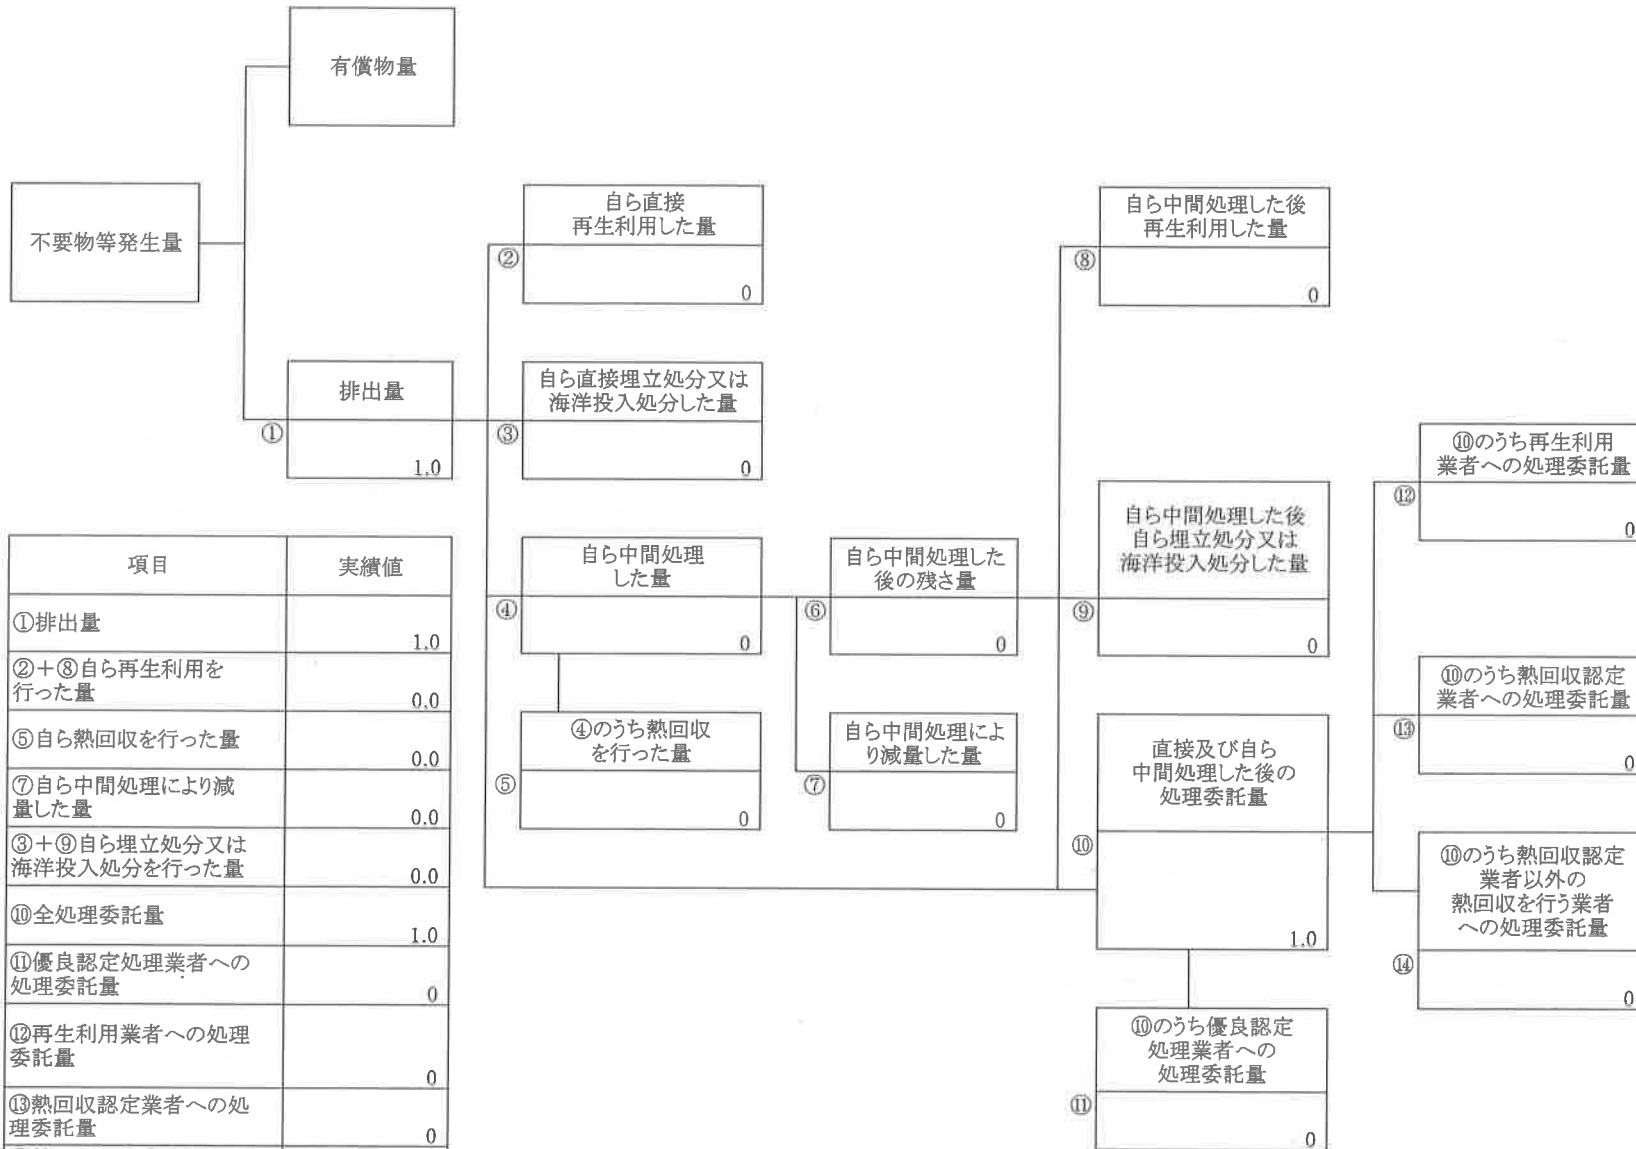 有償物量
不要物等発生量
排出量
①
1.0
自ら直接
再生利用した量
②
0
自ら直接埋立処分又は
海洋投入処分した量
③
0
自ら中間処理
した量
④
0
④のうち熱回収
を行った量
⑤
0
自ら中間処理した
後の残さ量
⑥
0
自ら中間処理によ
り減量した量
⑦
0
自ら中間処理した後
再生利用した量
⑧
0
自ら中間処理した後
自ら埋立処分又は
海洋投入処分した量
⑨
0
直接及び自ら
中間処理した後の
処理委託量
⑩
1.0
⑩のうち優良認定
処理業者への
処理委託量
⑪
0
⑩のうち再生利用
業者への処理委託量
⑫
0
⑩のうち熱回収認定
業者への処理委託量
⑬
0
⑩のうち熱回収認定
業者以外の
熱回収を行う業者
への処理委託量
⑭
0
項目 実績値
①排出量
1.0
②+⑧自ら再生利用を
行った量
0.0
⑤自ら熱回収を行った量
0.0
⑦自ら中間処理により減
量した量
0.0
③+⑨自ら埋立処分又は
海洋投入処分を行った量
0.0
⑩全処理委託量
1.0
⑪優良認定処理業者への
処理委託量
0
⑫再生利用業者への処理
委託量
0
⑬熱回収認定業者への処
理委託量
0